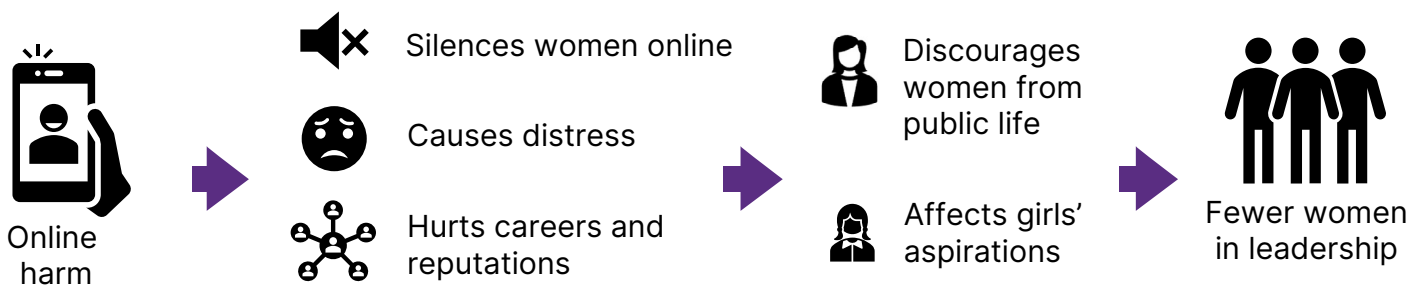 Online
harm
Silences women online
Causes distress
Hurts careers and
reputations
Discourages
women from
public life
Affects girls’
aspirations
Fewer women
in leadership